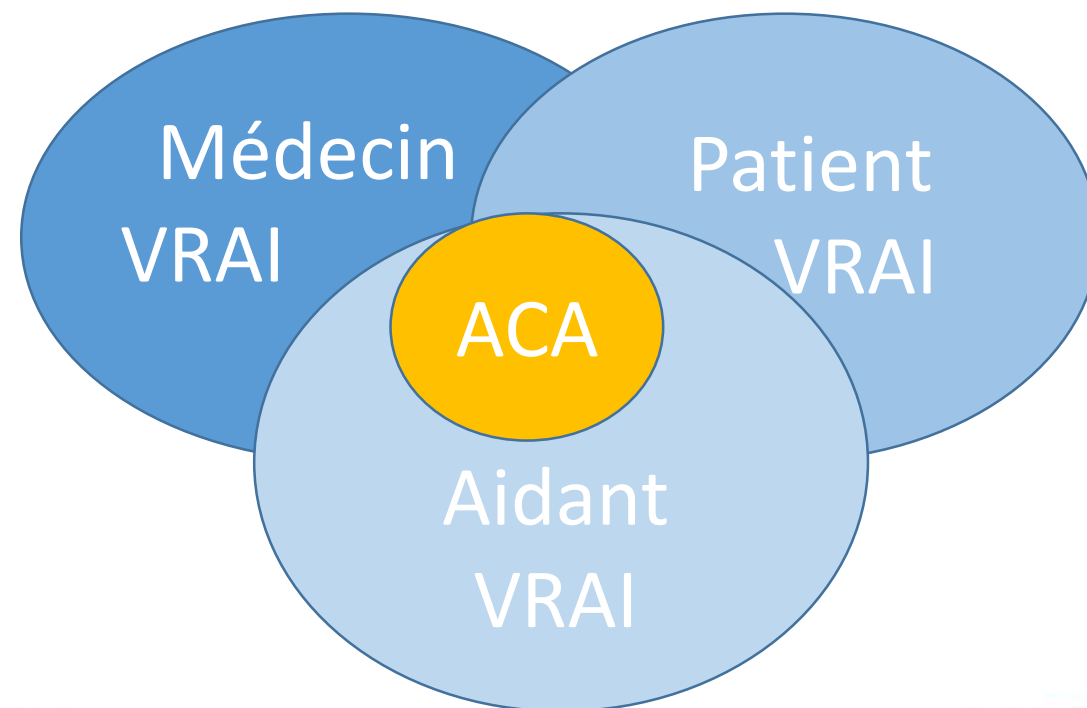 Médecin
VRAI
Patient
VRAI
ACA
Aidant
VRAI